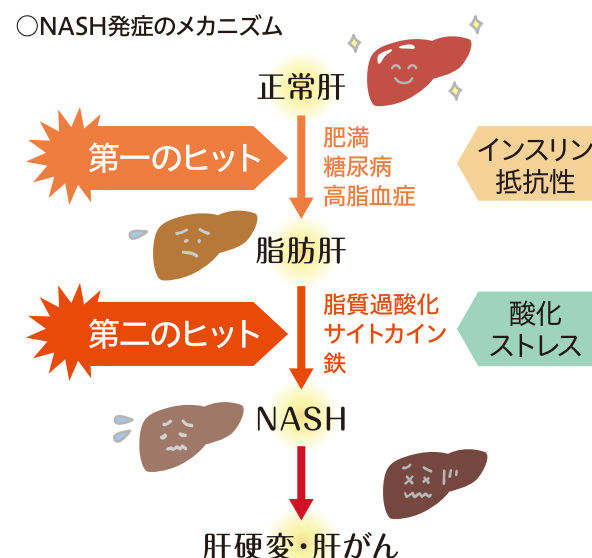 ○NASH発症のメカニズム
正常肝
第一のヒット
肥満
糖尿病
高脂血症
インスリン
抵抗性
脂肪肝
第二のヒット
脂質過酸化
サイトカイン
鉄
酸化
ストレス
NASH
肝硬変・肝がん